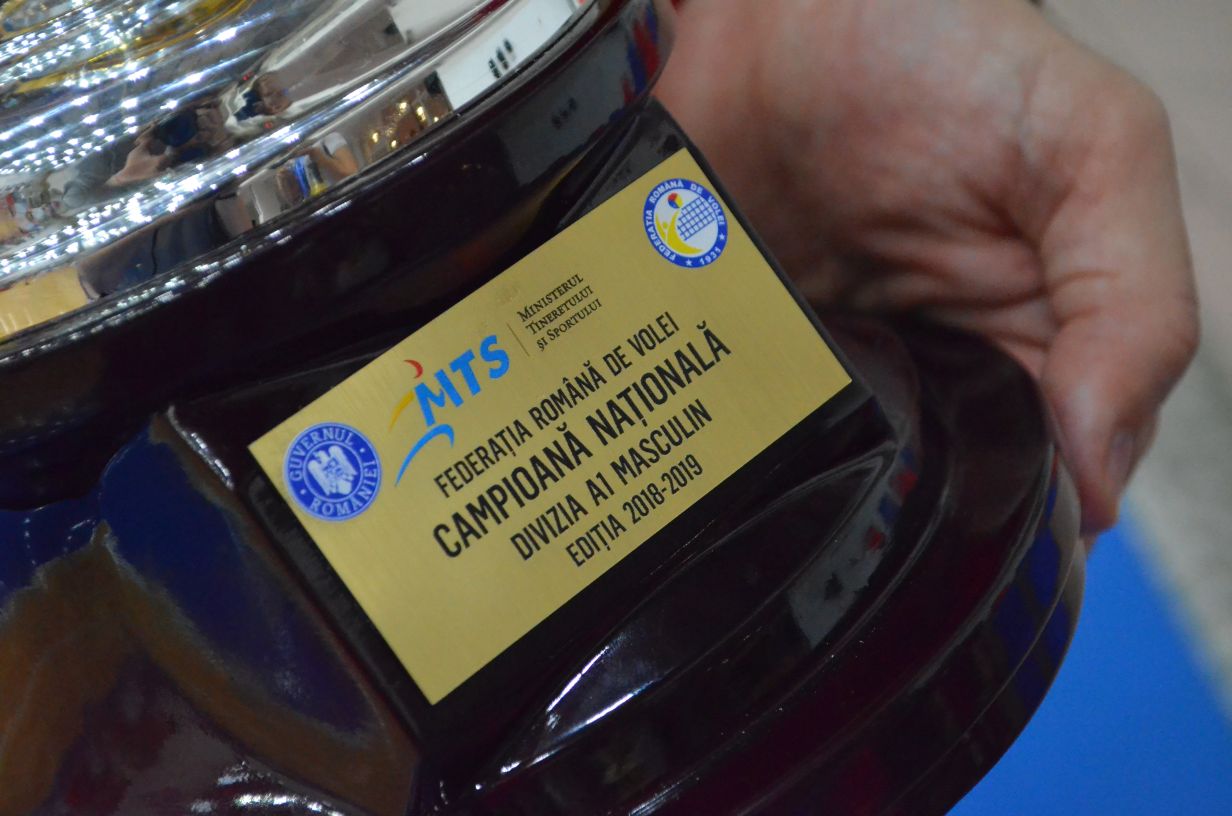 GUVERNUL ROMÂNIEI
MTS
MINISTERUL
TINERETULUI
ȘI SPORTULUI
FEDERAȚIA ROMÂNĂ DE VOLEI
1931
FEDERAȚIA ROMÂNĂ DE VOLEI
CAMPIOANĂ NAȚIONALĂ
DIVIZIA A1 MASCULIN
EDIȚIA 2018-2019